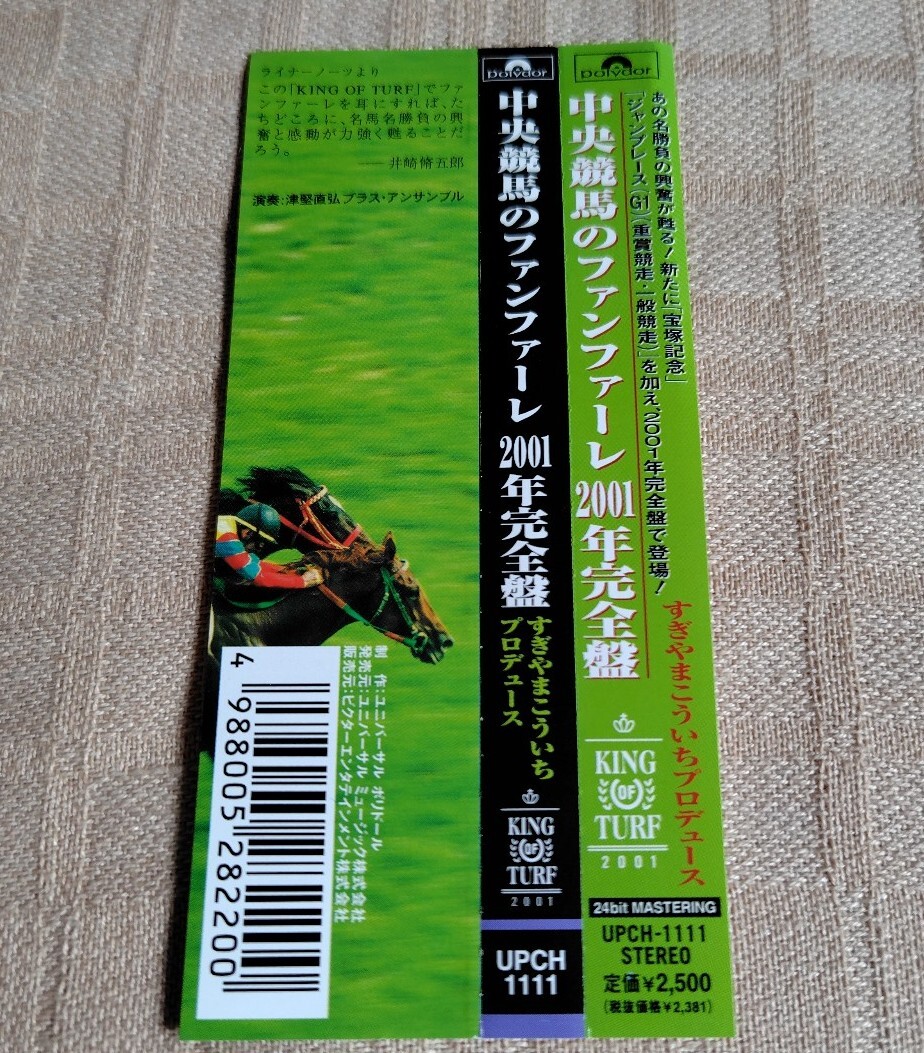 ライナーノーツより
この「KING OF TURF」でファ
ンファーレを耳にすれば、た
ちどころに、名馬名勝負の興
奮と感動が力強く甦ることだ
ろう。
──井崎脩五郎
演奏:津堅直弘 ブラス・アンサンブル
制　作:ユニバーサル ポリドール
発売元:ユニバーサル ミュージック株式会社
販売元:ビクターエンタテインメント株式会社
4 988005 282200
polydor
中央競馬のファンファーレ 2001年完全盤
すぎやまこういち
プロデュース
KING
OF
TURF
2001
UPCH
1111
polydor
あの名勝負の興奮が甦る! 新たに「宝塚記念」
「ジャンプレース(G1)(重賞競走・一般競走)」を加え、2001年完全盤で登場!
中央競馬のファンファーレ 2001年完全盤
すぎやまこういちプロデュース
KING
OF
TURF
2001
24bit MASTERING
UPCH-1111
STEREO
定価¥2,500
(税抜価格¥2,381)